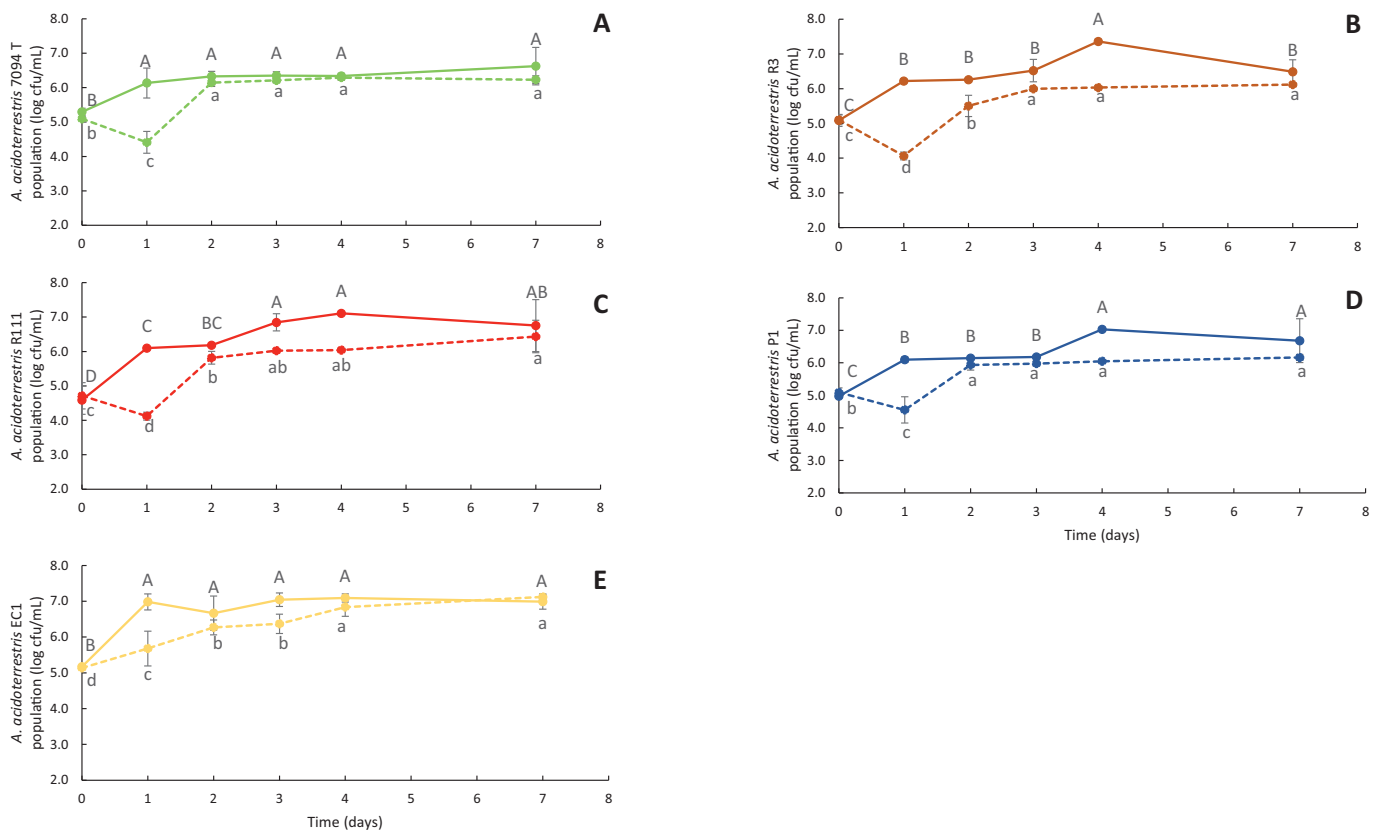 A
A. acidoterrestris 7094 T
population (log cfu/mL)
8.0
7.0
6.0
5.0
4.0
3.0
2.0
B A A A A A
b c a a a a
0 1 2 3 4 5 6 7 8
B
A. acidoterrestris R3
population (log cfu/mL)
8.0
7.0
6.0
5.0
4.0
3.0
2.0
C B B B A B
c d b a a a
0 1 2 3 4 5 6 7 8
C
A. acidoterrestris R111
population (log cfu/mL)
8.0
7.0
6.0
5.0
4.0
3.0
2.0
D C BC A A AB
c d b ab ab a
0 1 2 3 4 5 6 7 8
D
A. acidoterrestris P1
population (log cfu/mL)
8.0
7.0
6.0
5.0
4.0
3.0
2.0
C B B B A A
b c a a a a
0 1 2 3 4 5 6 7 8
Time (days)
E
A. acidoterrestris EC1
population (log cfu/mL)
8.0
7.0
6.0
5.0
4.0
3.0
2.0
B A A A A A
d c b b a a
0 1 2 3 4 5 6 7 8
Time (days)